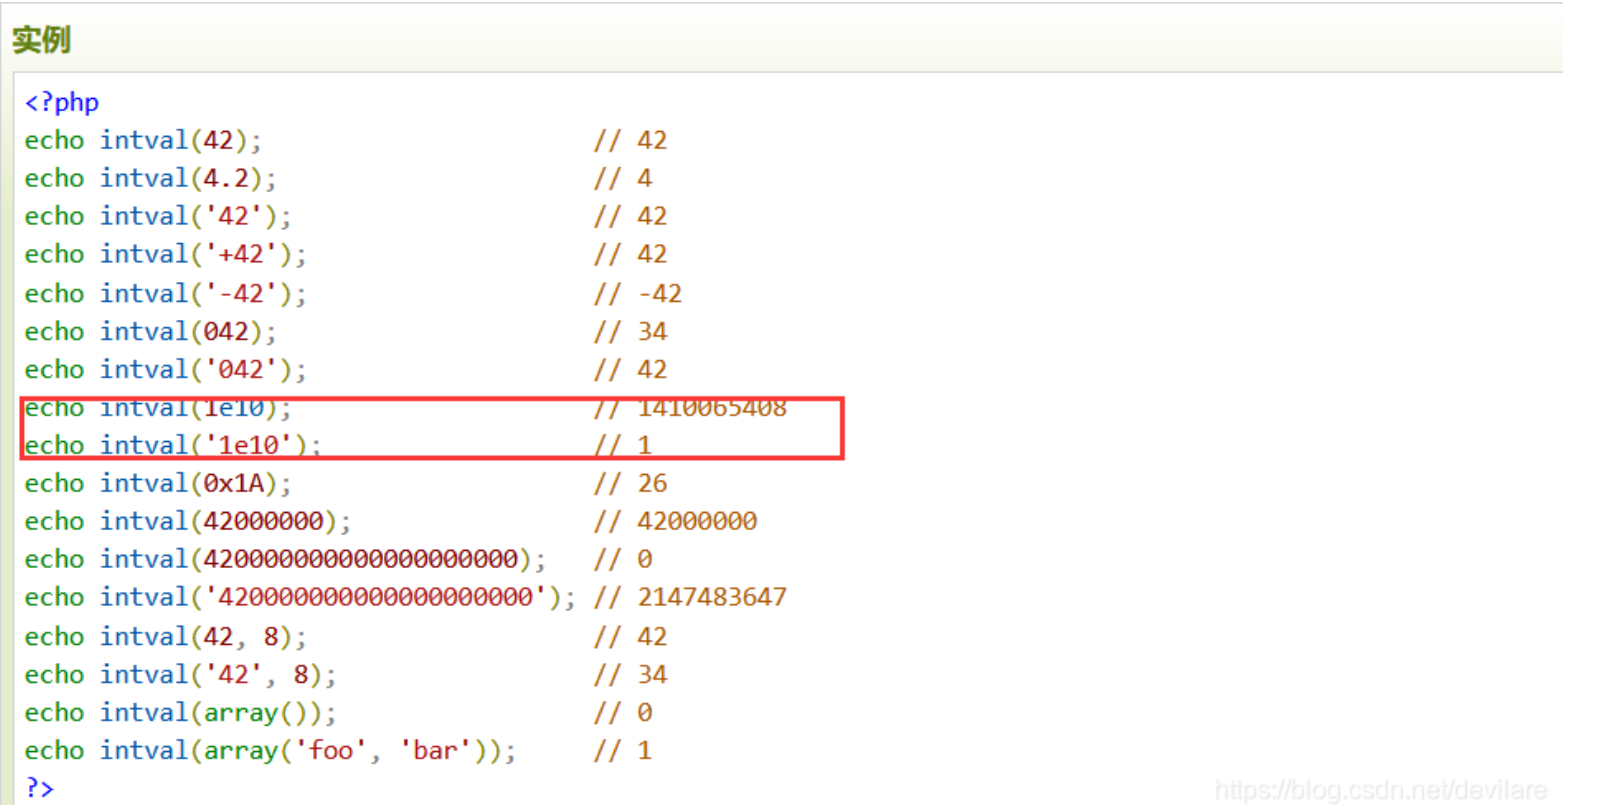 实例
<?php
echo intval(42);                      // 42
echo intval(4.2);                     // 4
echo intval('42');                    // 42
echo intval('+42');                   // 42
echo intval('-42');                   // -42
echo intval(042);                     // 34
echo intval('042');                   // 42
echo intval(1e10);                    // 1410065408
echo intval('1e10');                  // 1
echo intval(0x1A);                    // 26
echo intval(42000000);                // 42000000
echo intval(420000000000000000000);   // 0
echo intval('420000000000000000000'); // 2147483647
echo intval(42, 8);                   // 42
echo intval('42', 8);                 // 34
echo intval(array());                 // 0
echo intval(array('foo', 'bar'));     // 1
?>
https://blog.csdn.net/devilare